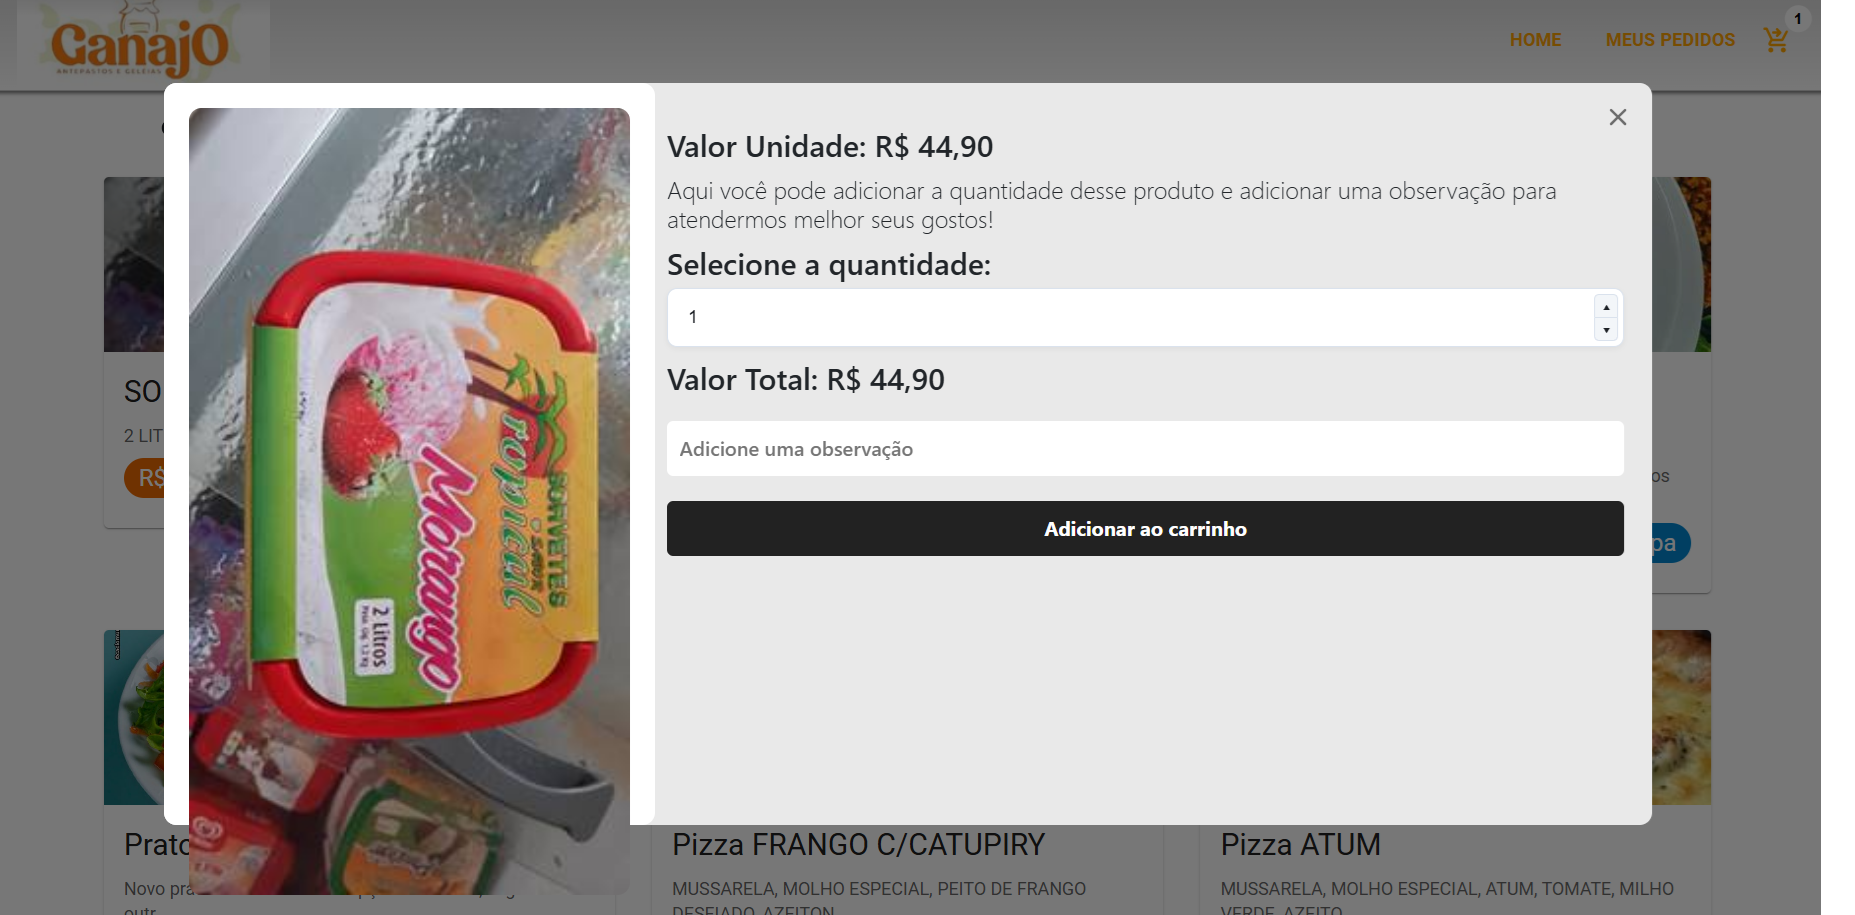 Ganajo
ANTEPASTOS E GELEIAS
HOME
MEUS PEDIDOS
1
Valor Unidade: R$ 44,90
Aqui você pode adicionar a quantidade desse produto e adicionar uma observação para
atendermos melhor seus gostos!
Selecione a quantidade:
1
Valor Total: R$ 44,90
Adicione uma observação
Adicionar ao carrinho
SORVETES
SABOR
Tropical
Morango
2 Litros
SO
2 LIT
R$
os
pa
Prato
Novo pra
Pizza FRANGO C/CATUPIRY
MUSSARELA, MOLHO ESPECIAL, PEITO DE FRANGO
DESFIADO, AZEITON
Pizza ATUM
MUSSARELA, MOLHO ESPECIAL, ATUM, TOMATE, MILHO
VERDE, AZEITO